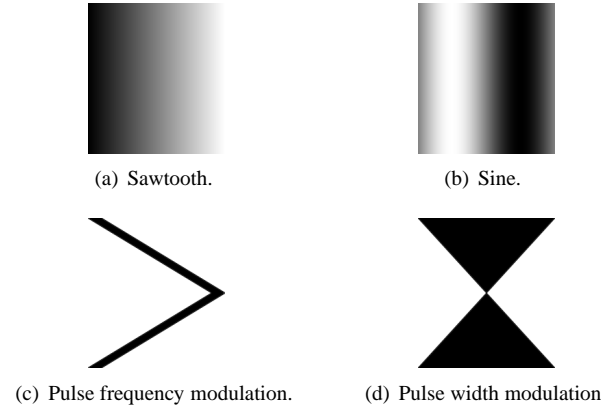 (a) Sawtooth.
(b) Sine.
(c) Pulse frequency modulation.
(d) Pulse width modulation